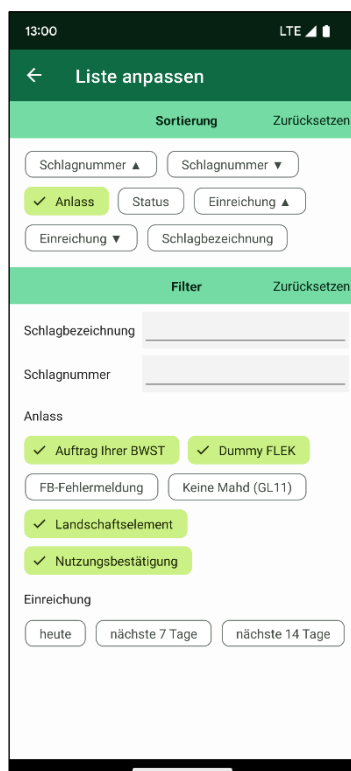 13:00 LTE
Liste anpassen
Sortierung Zurücksetzen
Schlagnummer ▲ Schlagnummer ▼
✓ Anlass Status Einreichung ▲
Einreichung ▼ Schlagbezeichnung
Filter Zurücksetzen
Schlagbezeichnung
Schlagnummer
Anlass
✓ Auftrag Ihrer BWST ✓ Dummy FLEK
FB-Fehlermeldung Keine Mahd (GL11)
✓ Landschaftselement
✓ Nutzungsbestätigung
Einreichung
heute nächste 7 Tage nächste 14 Tage